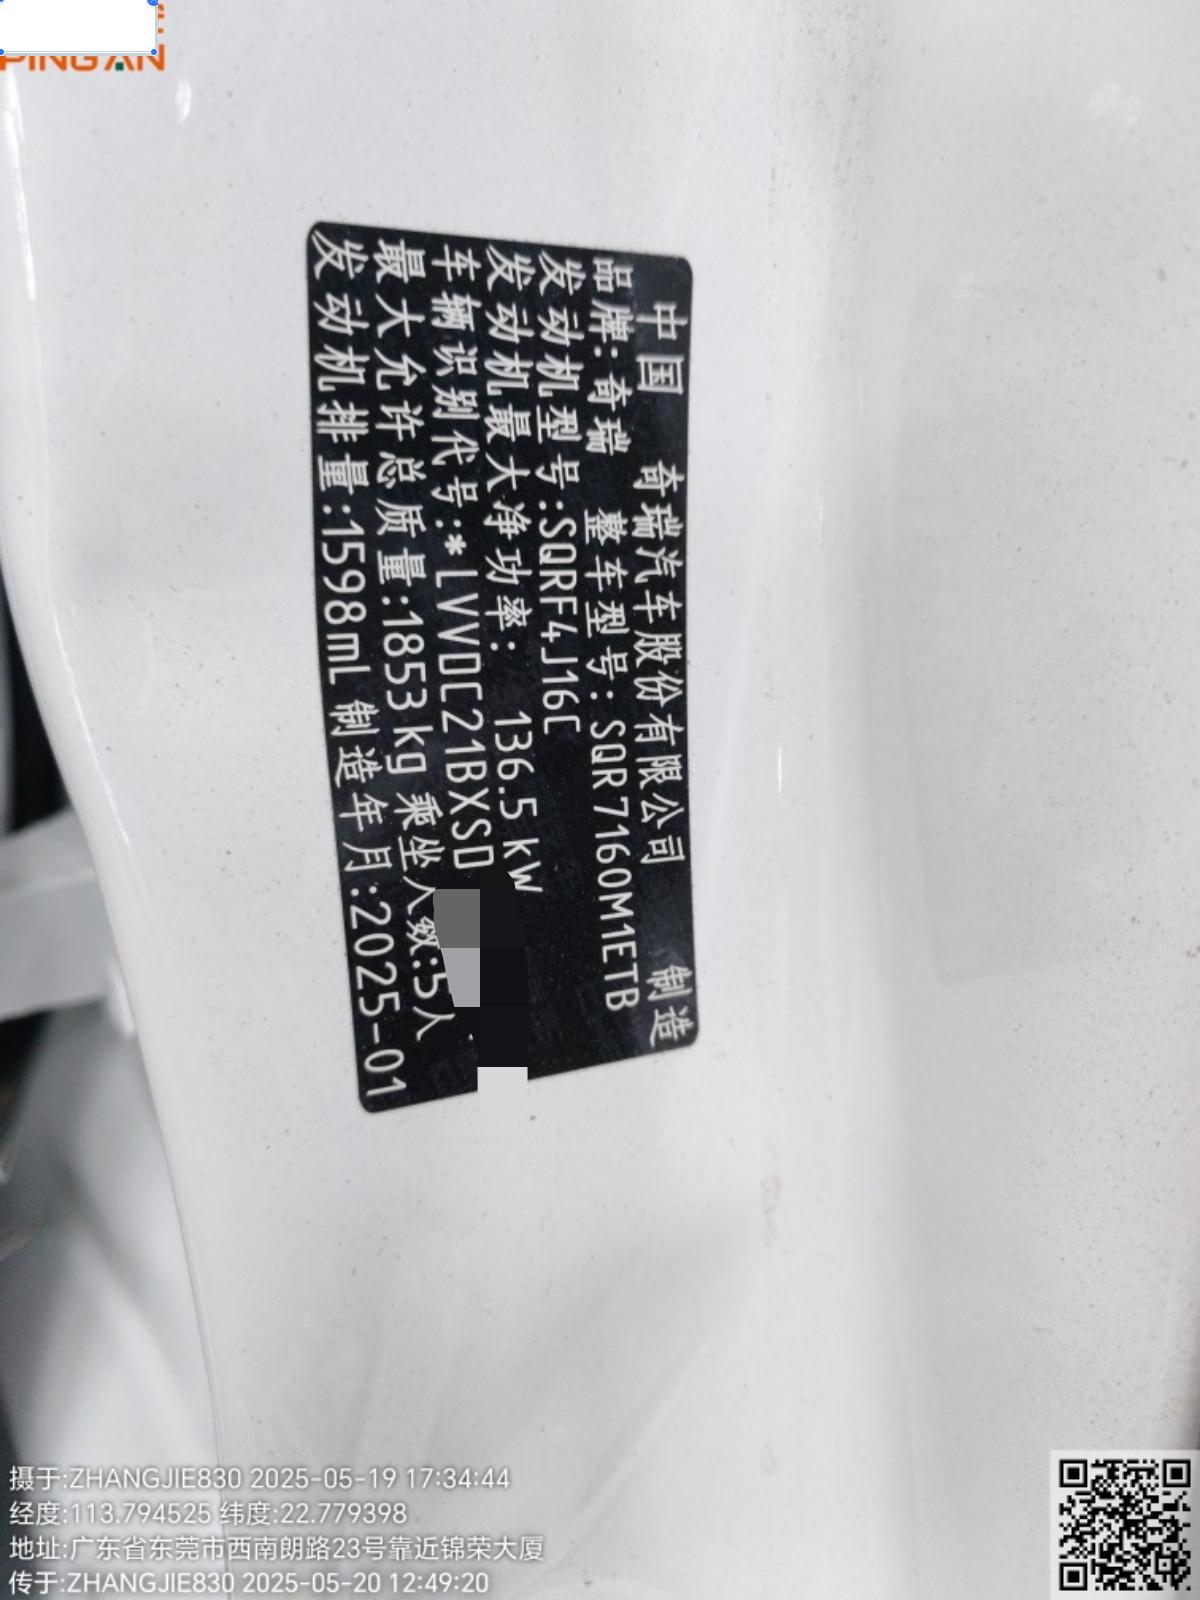 PING AN
中国 奇瑞汽车股份有限公司 制造
品牌:奇瑞 整车型号:SQR7160M1ETB
发动机型号:SQRF4J16C
发动机最大净功率: 136.5 kW
车辆识别代号:*LVVDC21BXSD
最大允许总质量:1853kg 乘坐人数:5人
发动机排量:1598mL 制造年月:2025-01
摄于:ZHANGJIE830 2025-05-19 17:34:44
经度:113.794525 纬度:22.779398
地址:广东省东莞市西南朗路23号靠近锦荣大厦
传于:ZHANGJIE830 2025-05-20 12:49:20